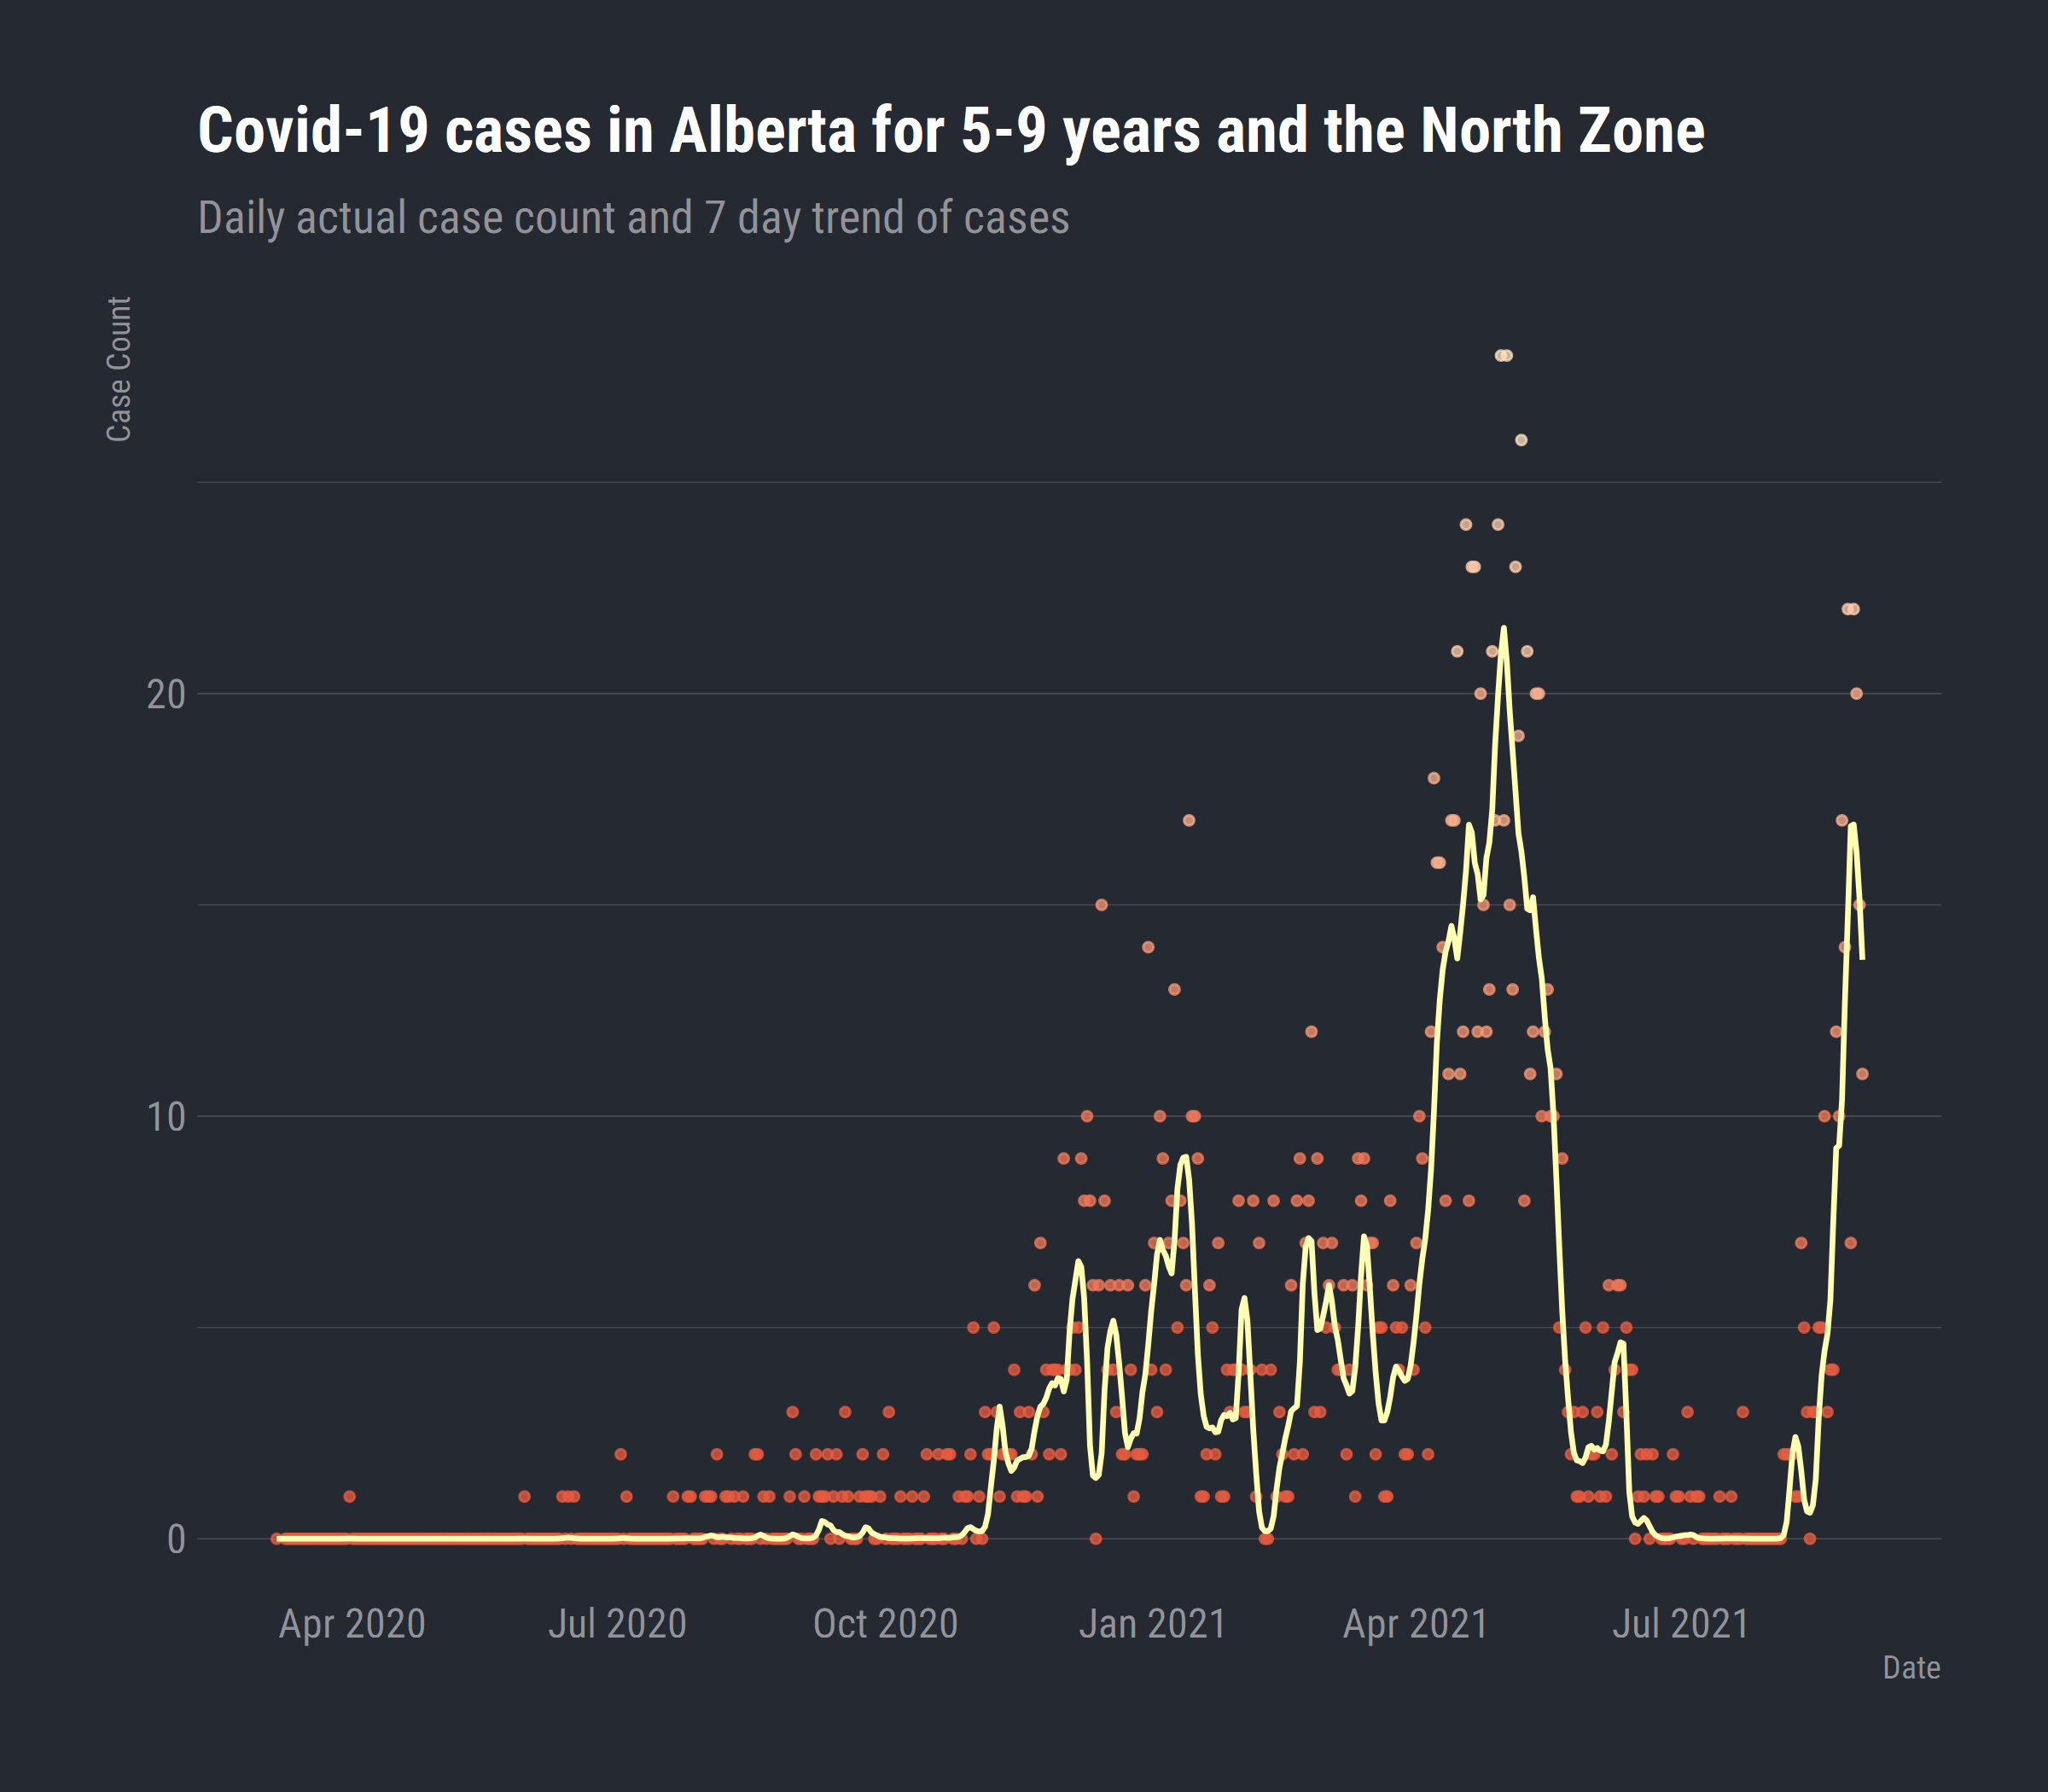 Covid-19 cases in Alberta for 5-9 years and the North Zone
Daily actual case count and 7 day trend of cases
Case Count
20
10
0
Apr 2020
Jul 2020
Oct 2020
Jan 2021
Apr 2021
Jul 2021
Date